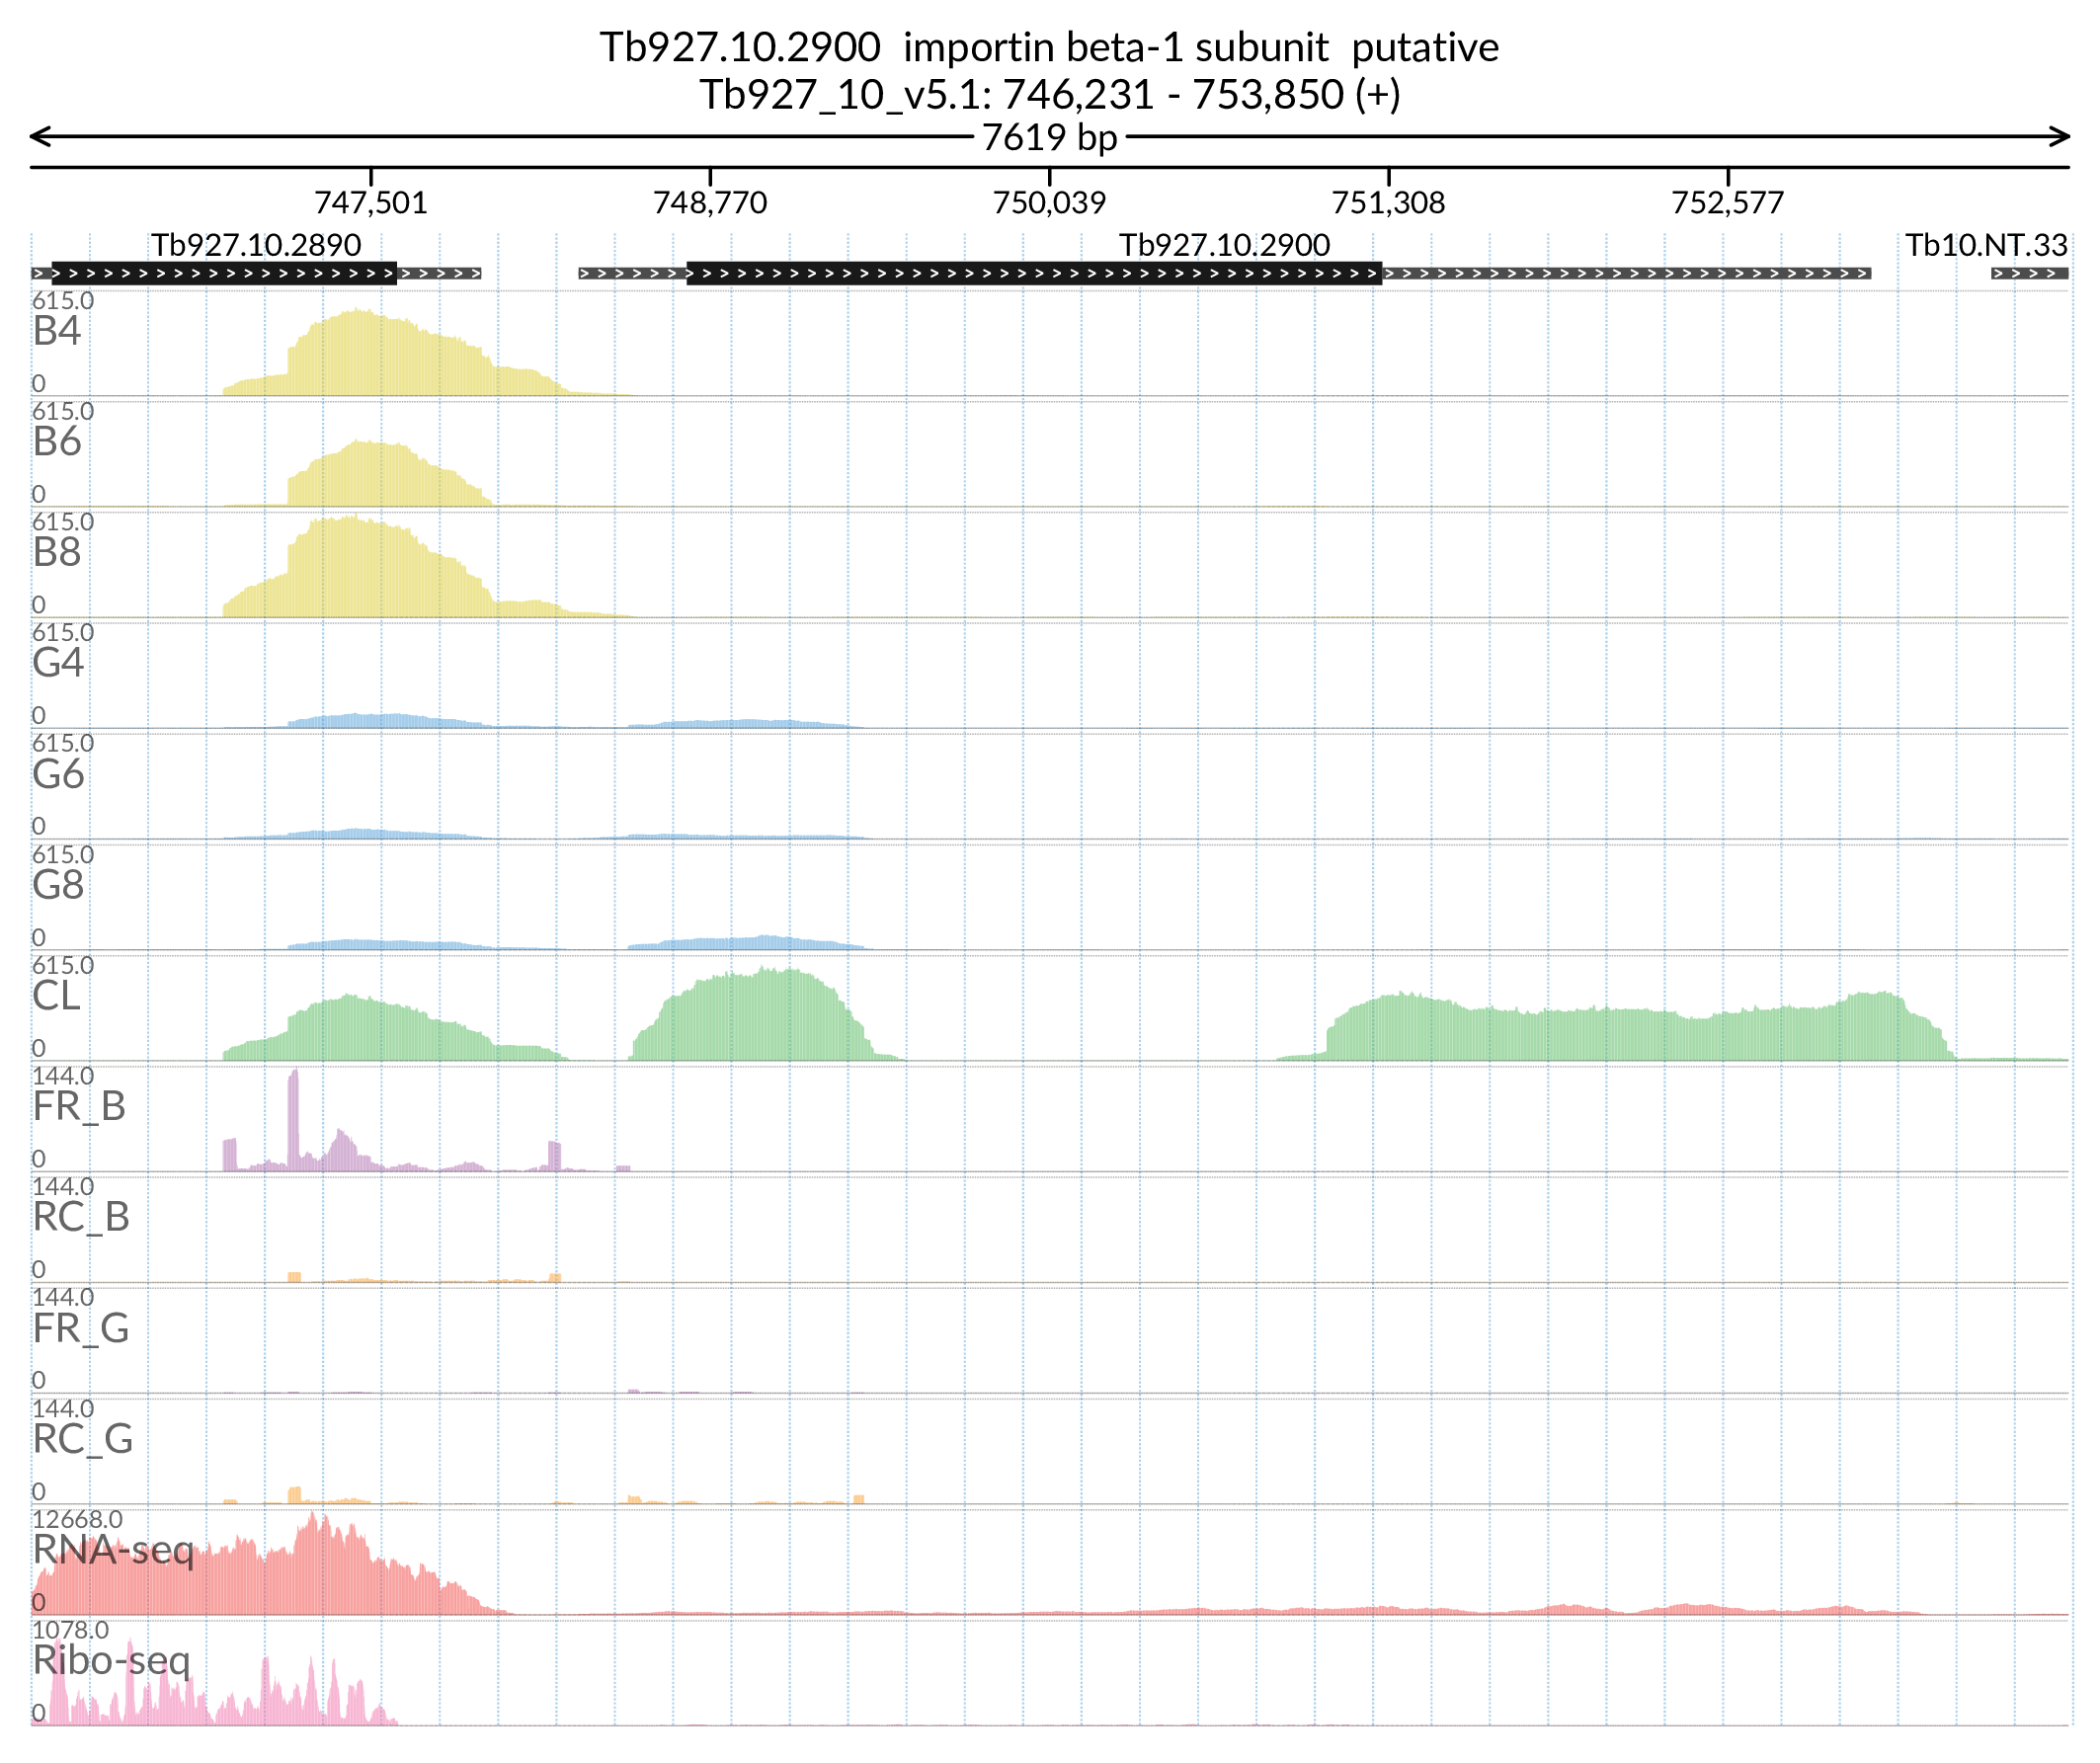 Tb927.10.2900 importin beta-1 subunit putative
Tb927_10_v5.1: 746,231 - 753,850 (+)
7619 bp
747,501 748,770 750,039 751,308 752,577
Tb927.10.2890 Tb927.10.2900 Tb10.NT.33
615.0
B4
0
615.0
B6
0
615.0
B8
0
615.0
G4
0
615.0
G6
0
615.0
G8
0
615.0
CL
0
144.0
FR_B
0
144.0
RC_B
0
144.0
FR_G
0
144.0
RC_G
0
12668.0
RNA-seq
0
1078.0
Ribo-seq
0